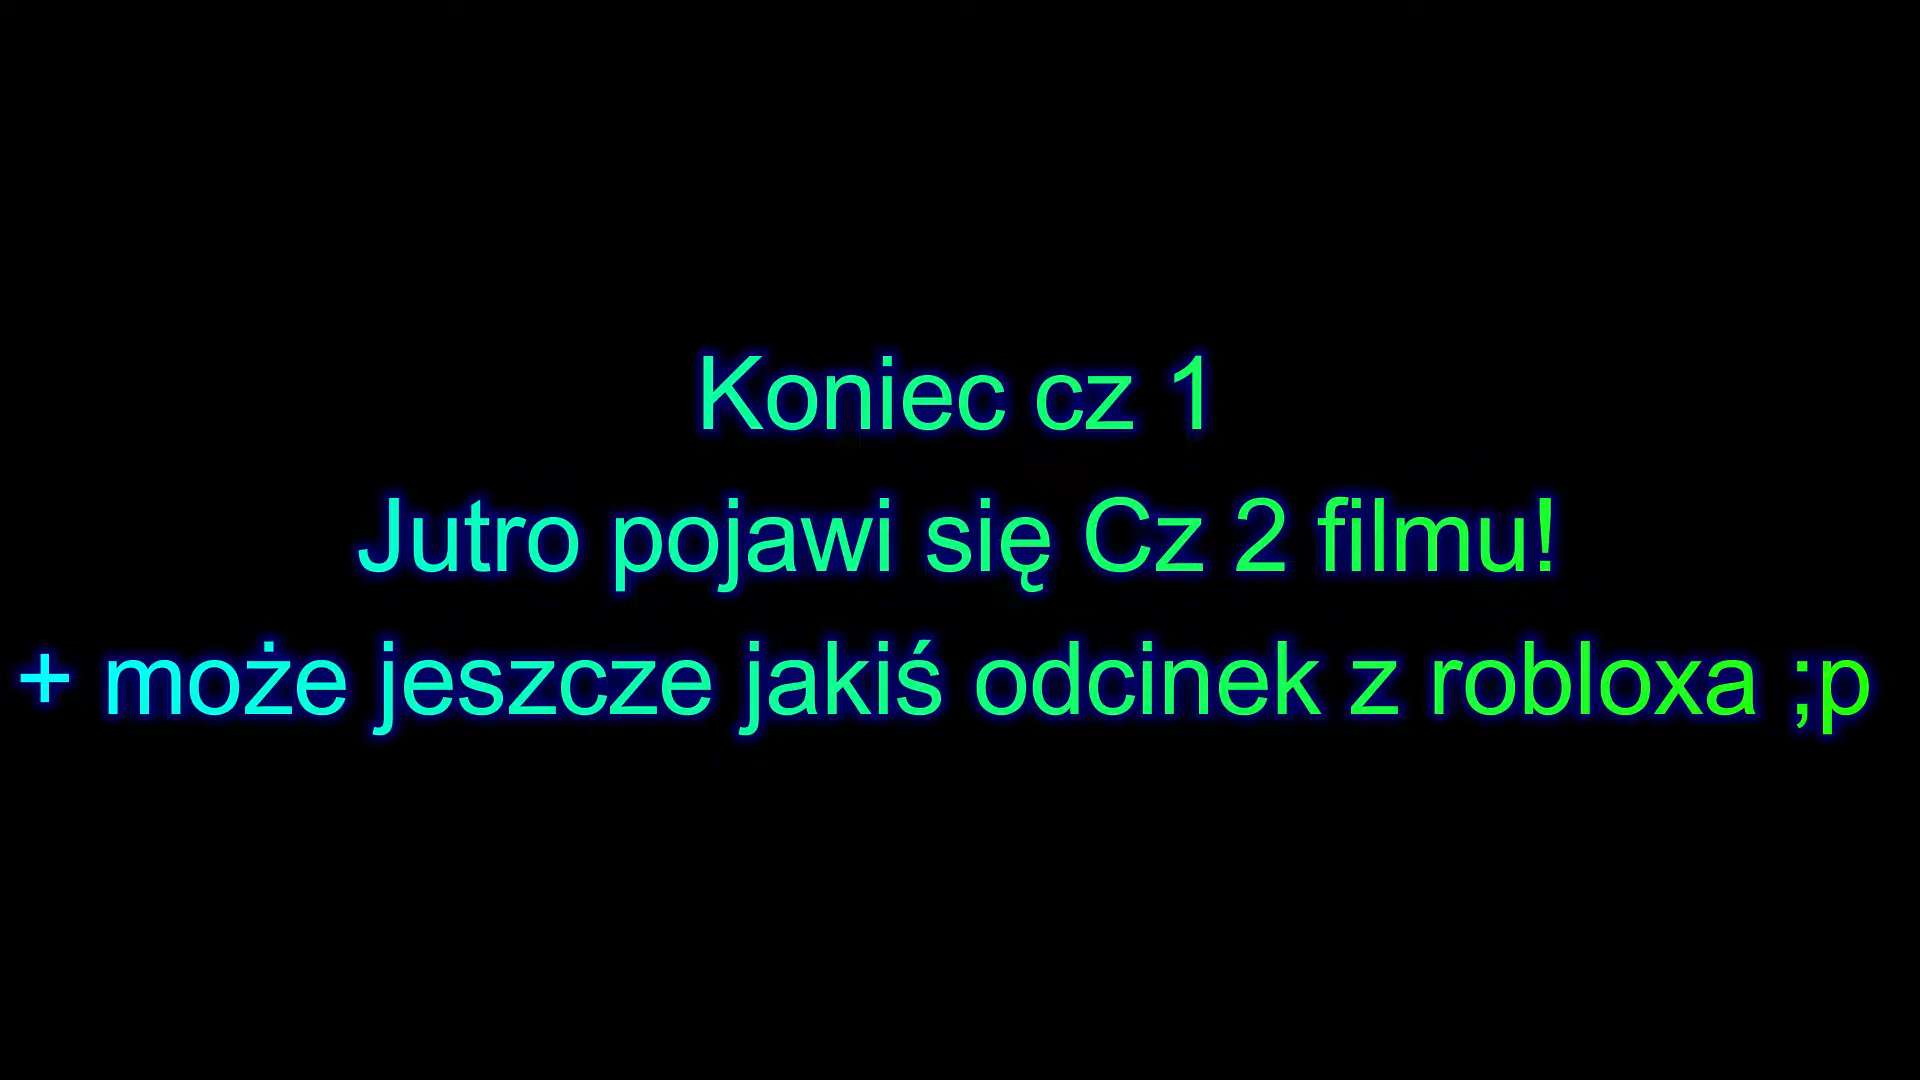 Koniec cz 1
Jutro pojawi się Cz 2 filmu!
+ może jeszcze jakiś odcinek z robloxa ;p